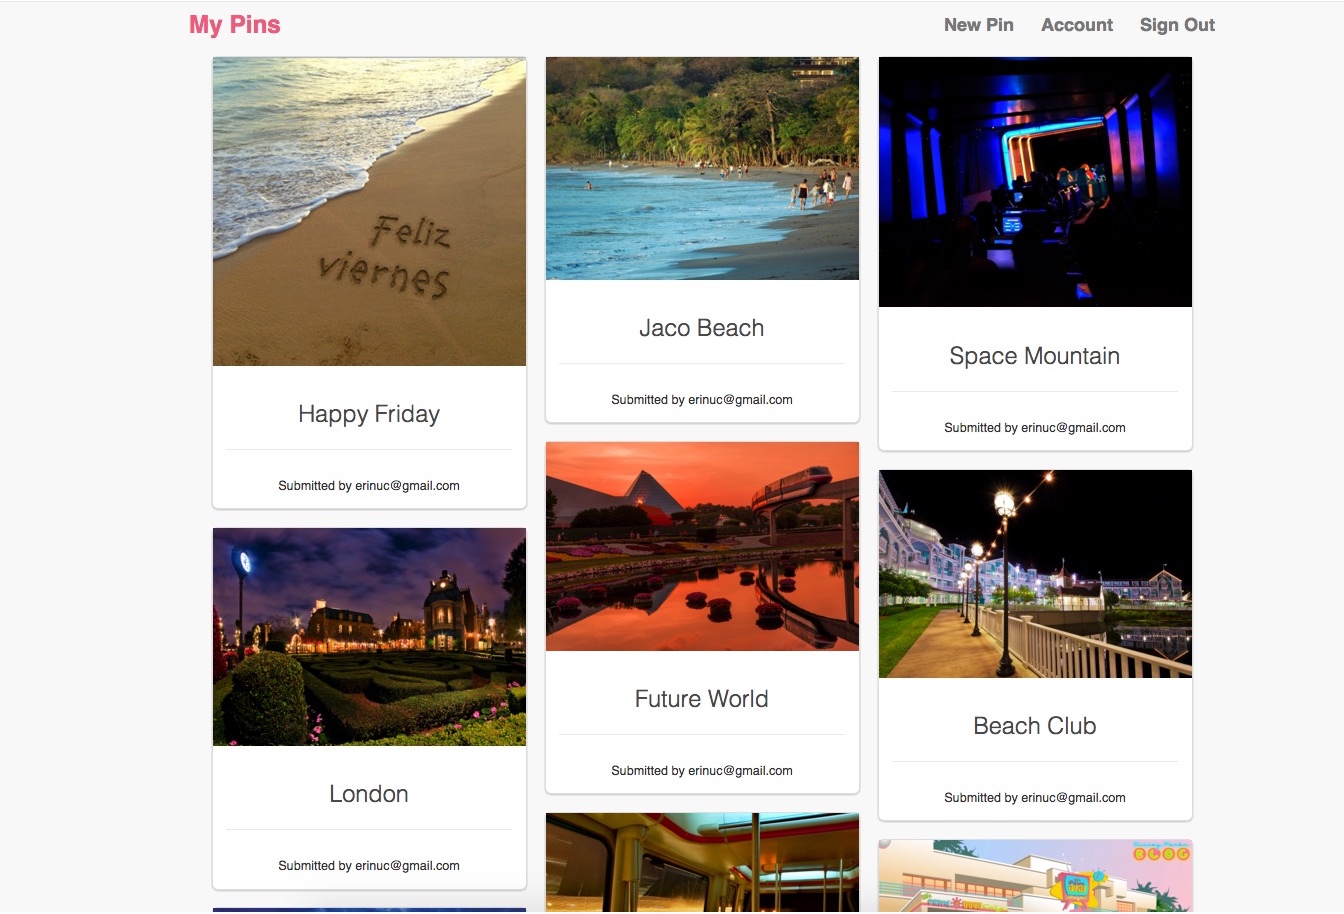 My Pins
New Pin
Account
Sign Out
Feliz
viernes
Happy Friday
Submitted by erinuc@gmail.com
Jaco Beach
Submitted by erinuc@gmail.com
Space Mountain
Submitted by erinuc@gmail.com
London
Submitted by erinuc@gmail.com
Future World
Submitted by erinuc@gmail.com
Beach Club
Submitted by erinuc@gmail.com
BLOG